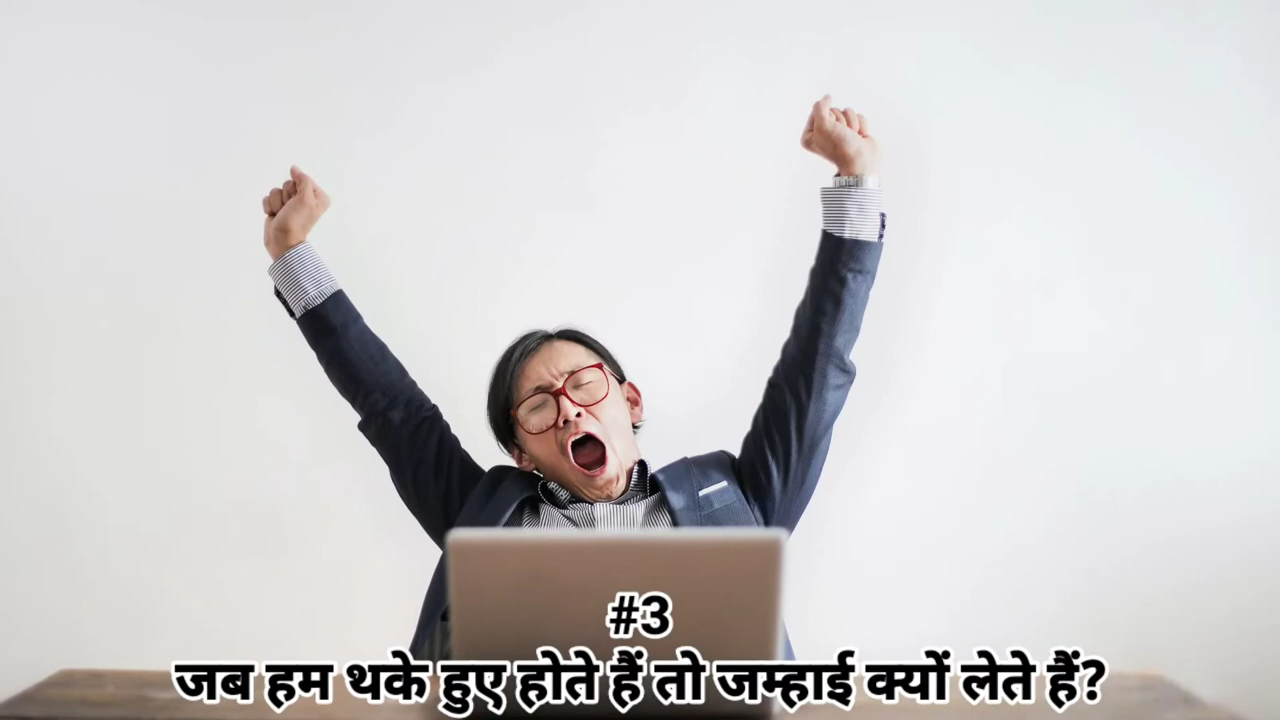 #3
जब हम थके हुए होते हैं तो जम्हाई क्यों लेते हैं?